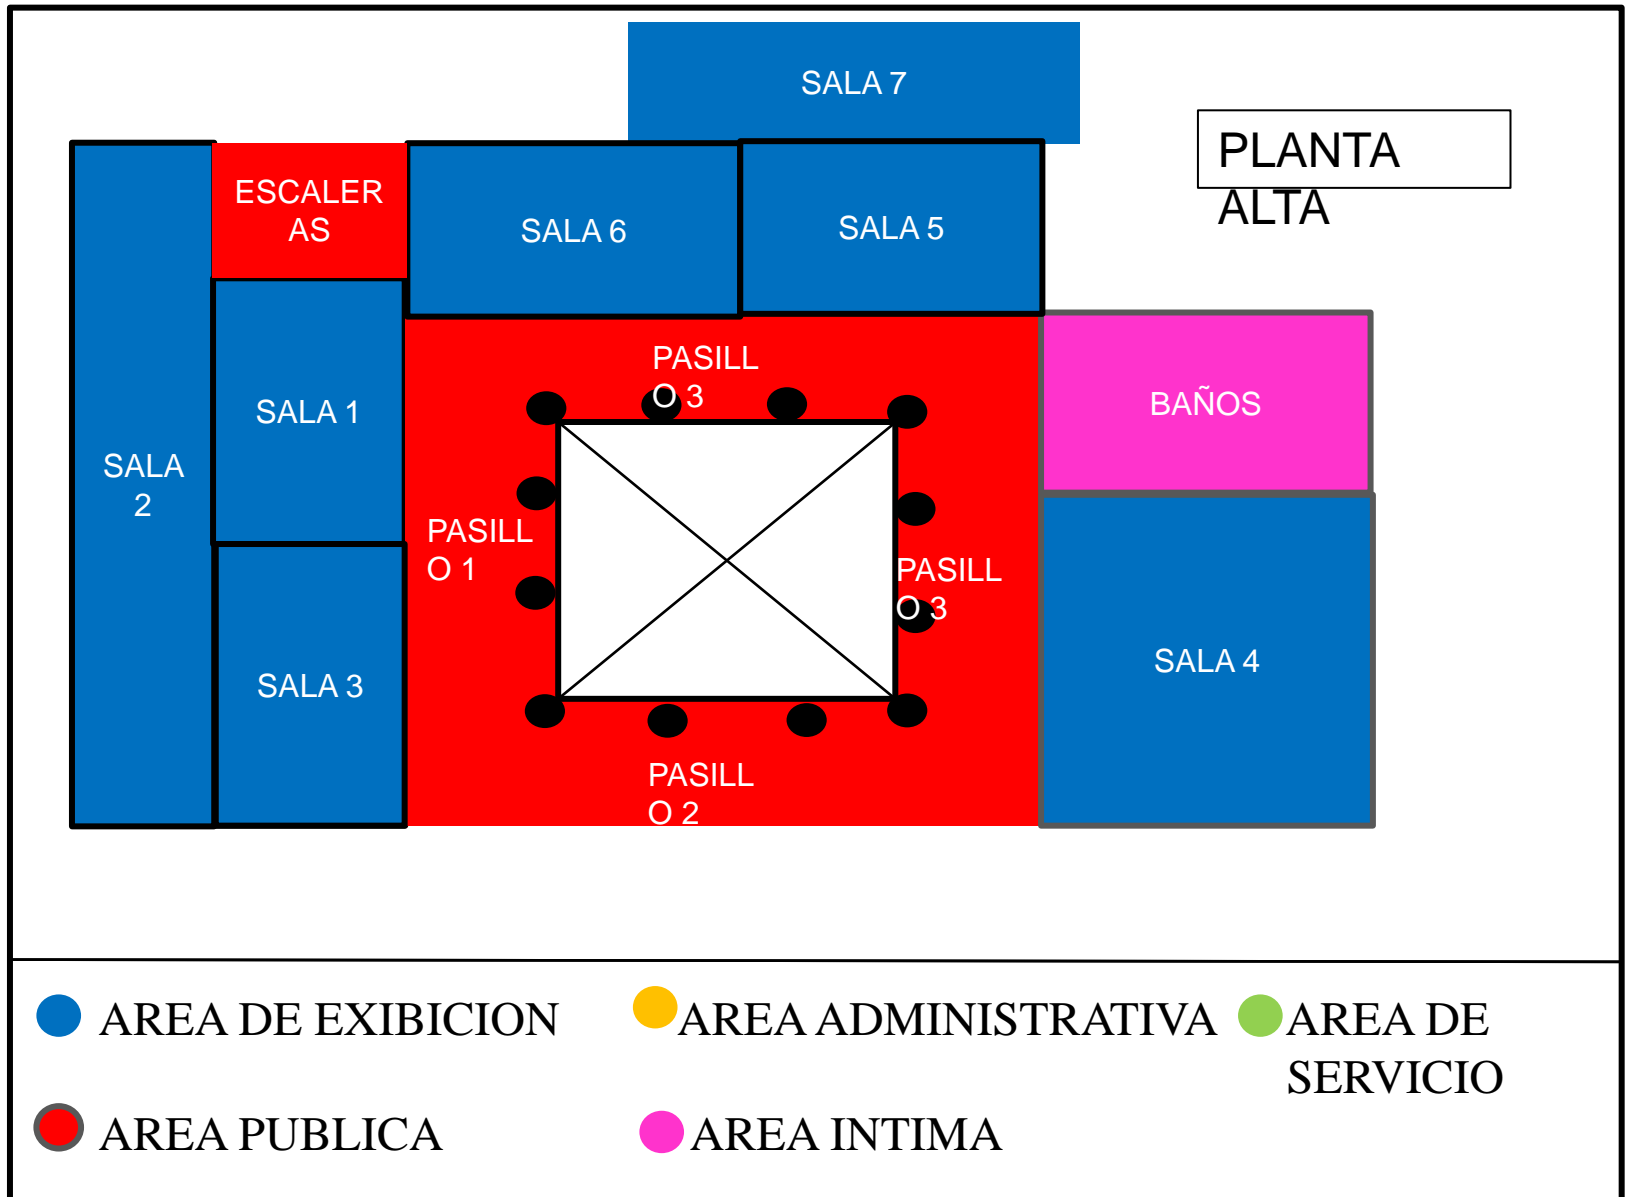 SALA 7
PLANTA
ALTA
ESCALER
AS
SALA 6
SALA 5
PASILL
O 3
BAÑOS
SALA 1
SALA
2
PASILL
O 1
PASILL
O 3
SALA 4
SALA 3
PASILL
O 2
AREA DE EXIBICION
AREA ADMINISTRATIVA
AREA DE
SERVICIO
AREA PUBLICA
AREA INTIMA